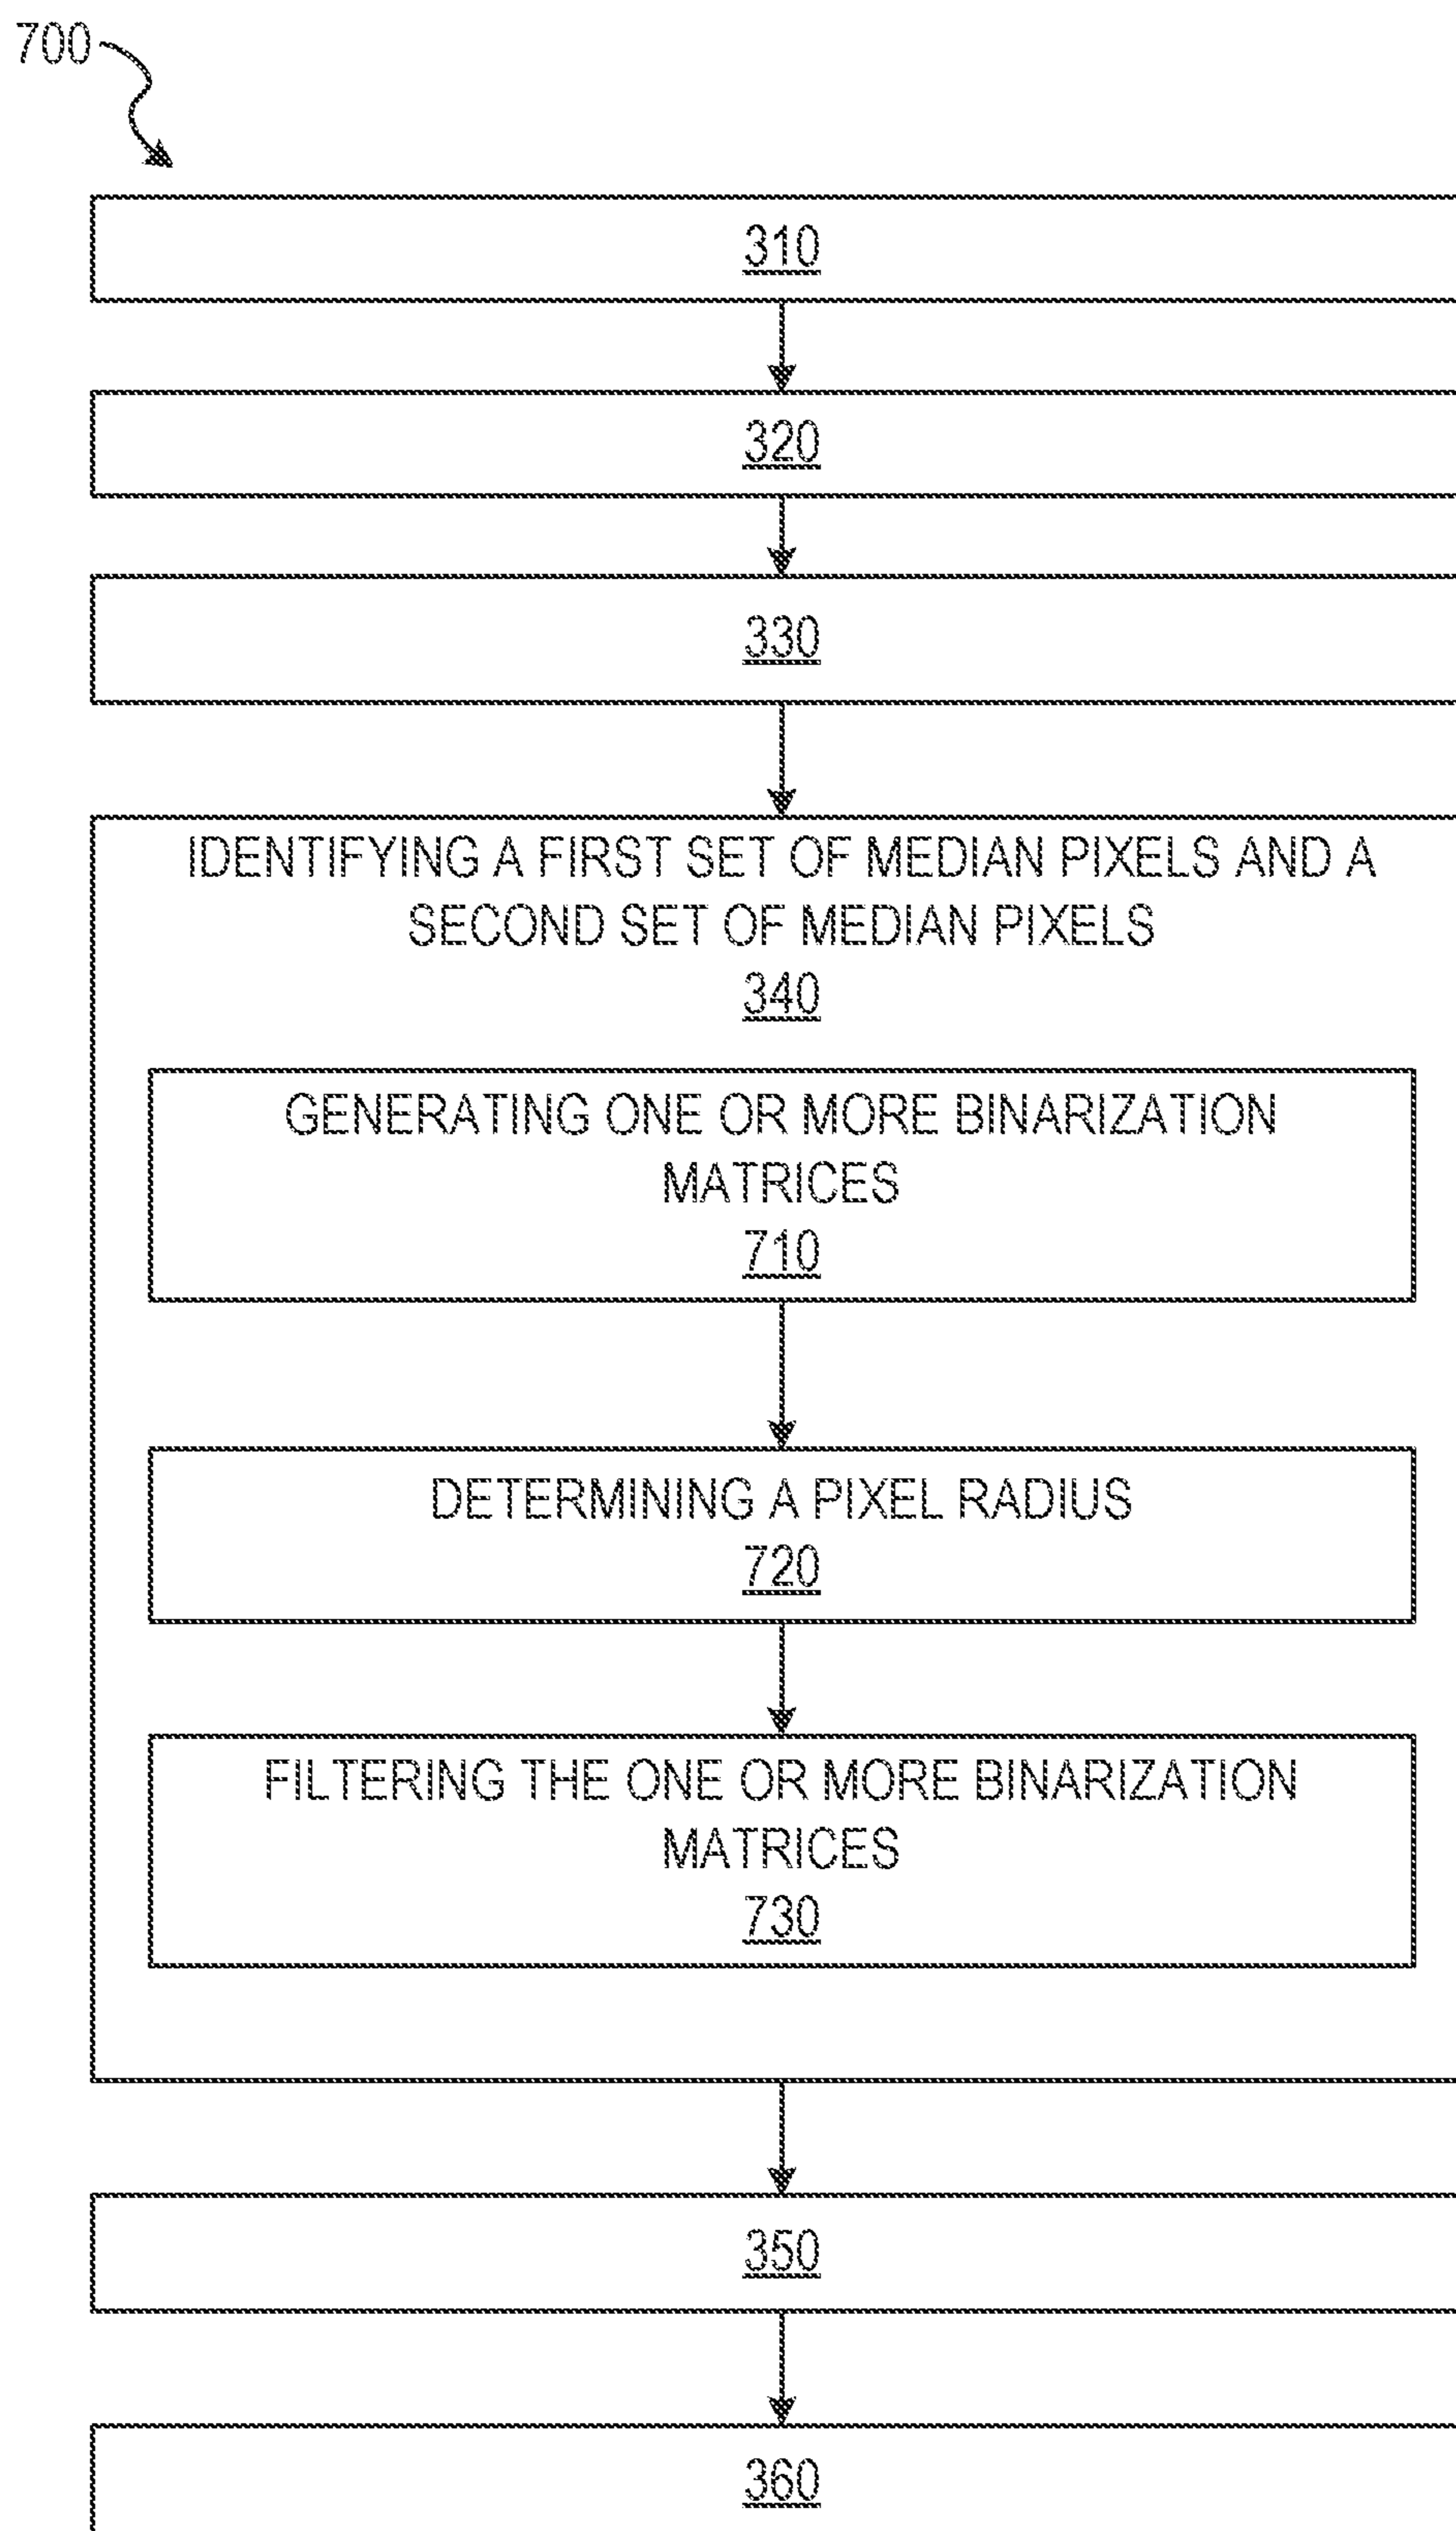 700
310
320
330
IDENTIFYING A FIRST SET OF MEDIAN PIXELS AND A
SECOND SET OF MEDIAN PIXELS
340
GENERATING ONE OR MORE BINARIZATION
MATRICES
710
DETERMINING A PIXEL RADIUS
720
FILTERING THE ONE OR MORE BINARIZATION
MATRICES
730
350
360